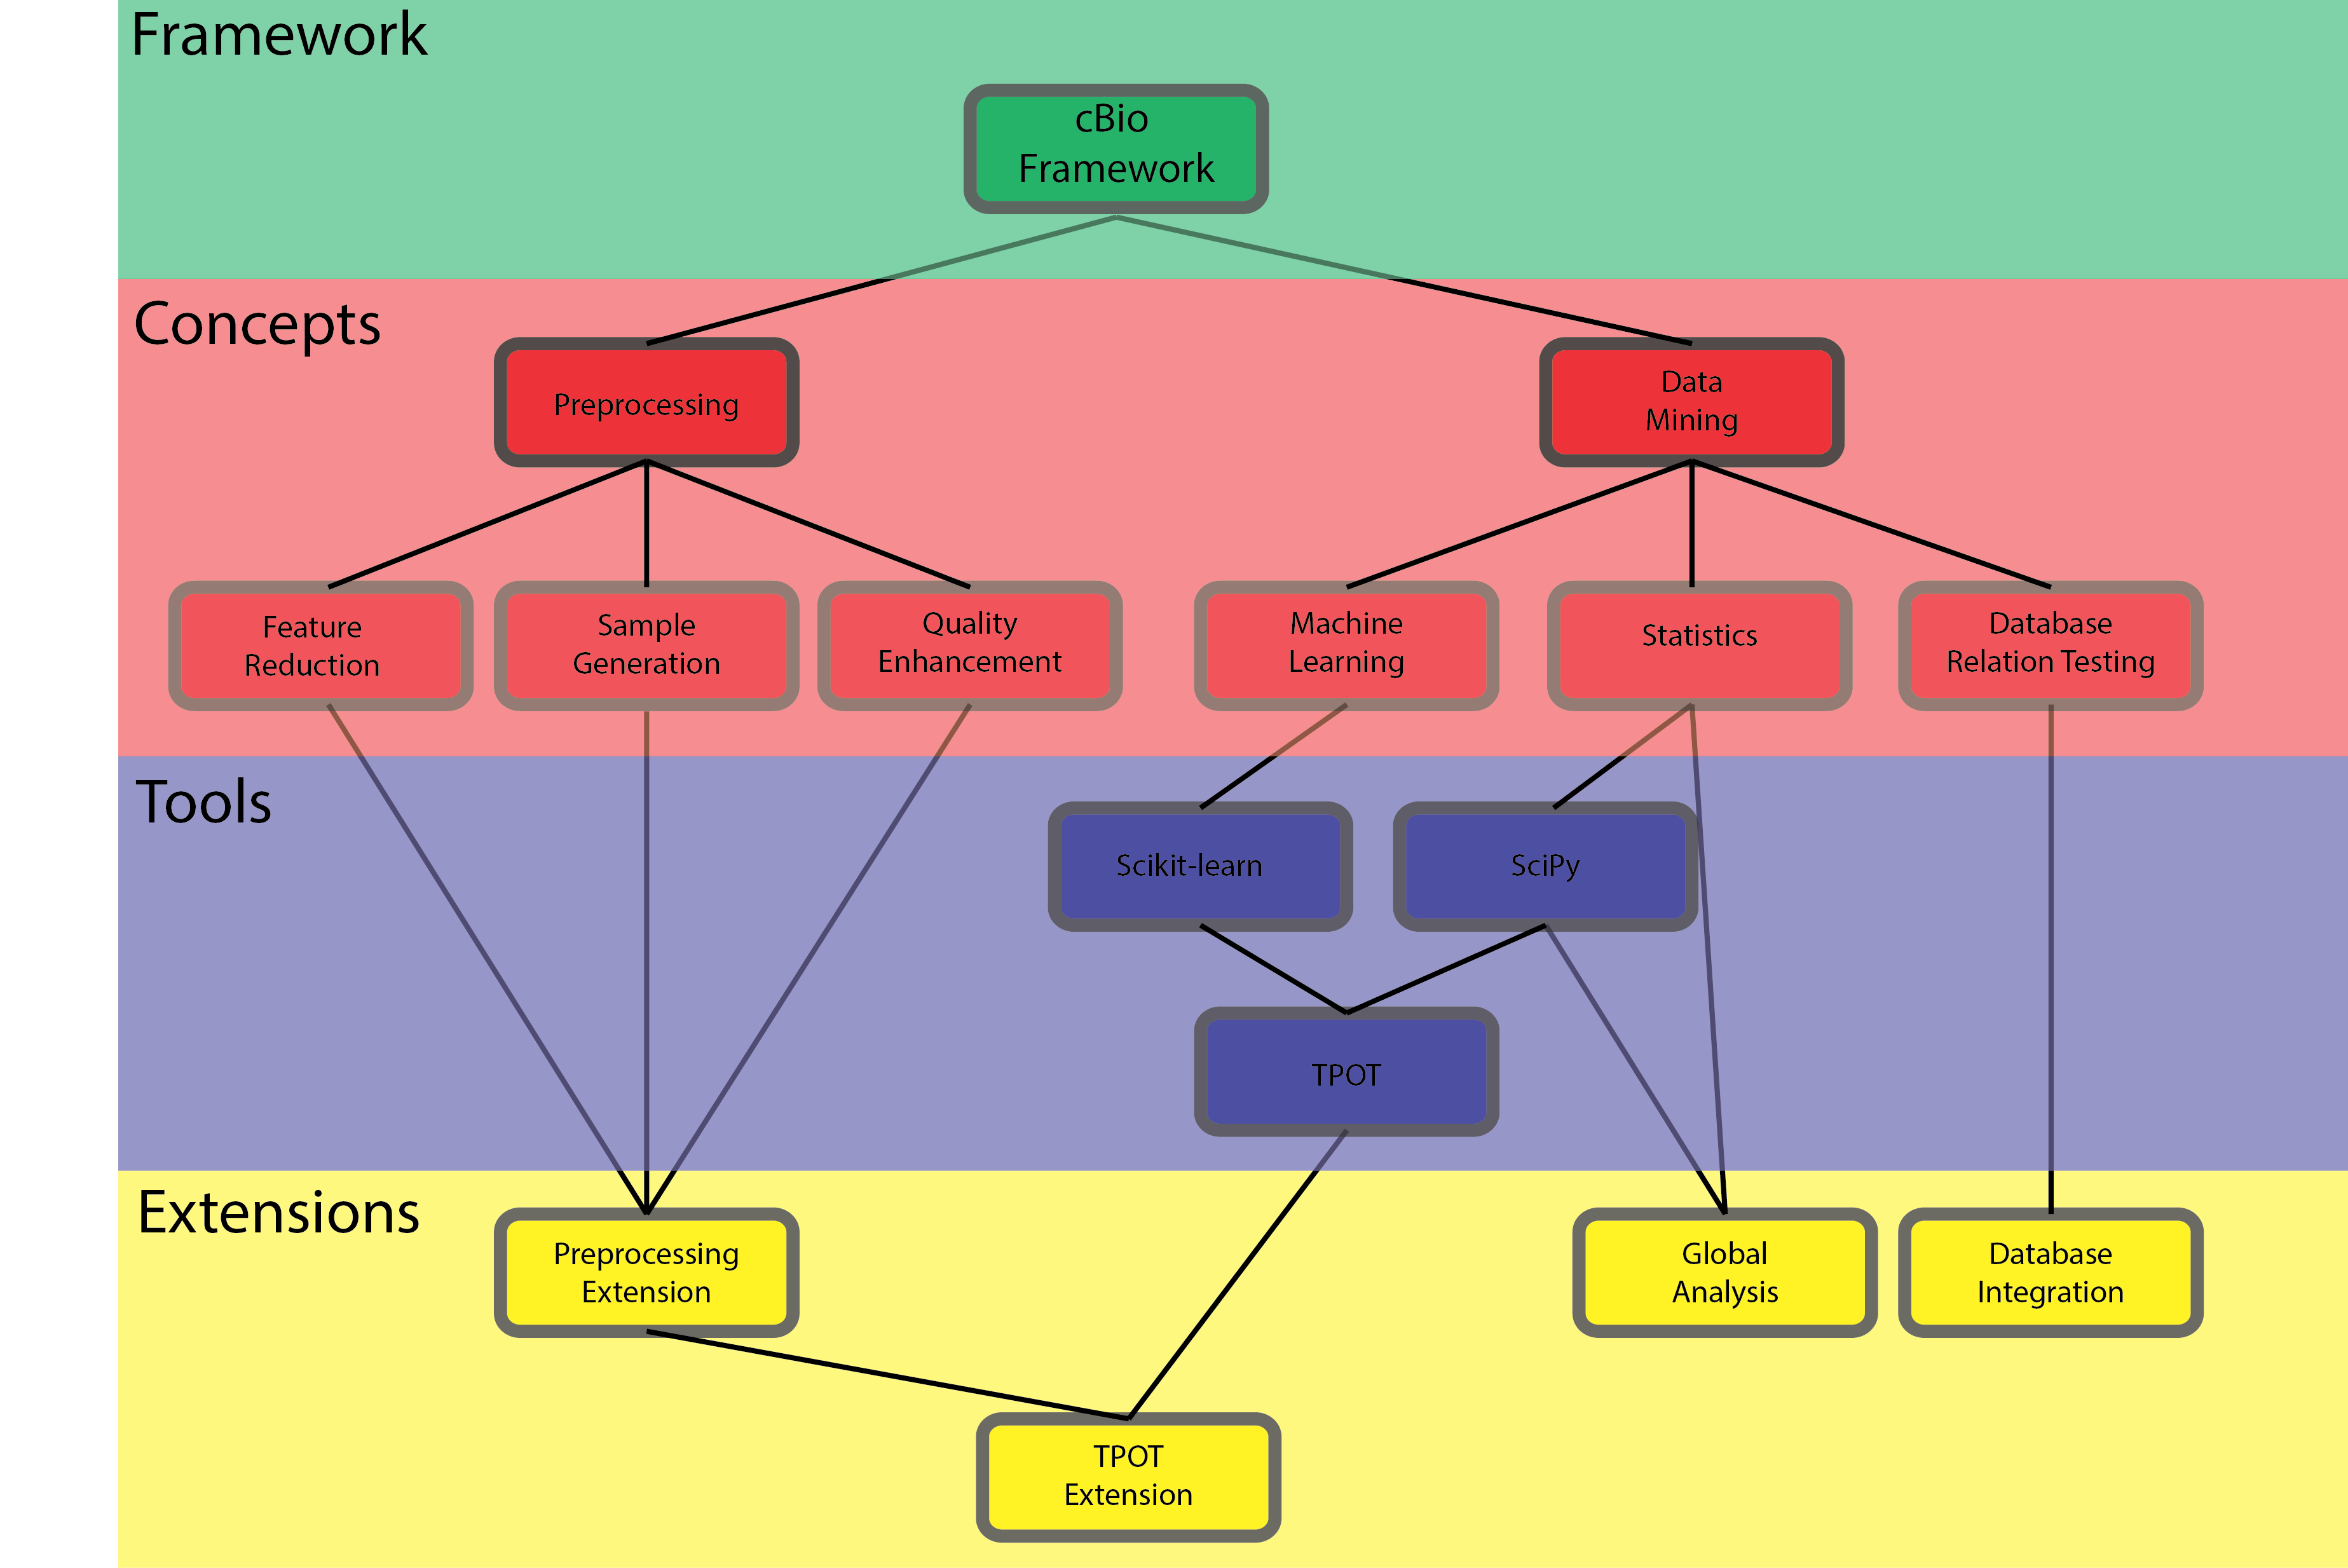 Framework
cBio
Framework
Concepts
Preprocessing
Data
Mining
Feature
Reduction
Sample
Generation
Quality
Enhancement
Machine
Learning
Statistics
Database
Relation Testing
Tools
Scikit-learn
SciPy
TPOT
Extensions
Preprocessing
Extension
Global
Analysis
Database
Integration
TPOT
Extension